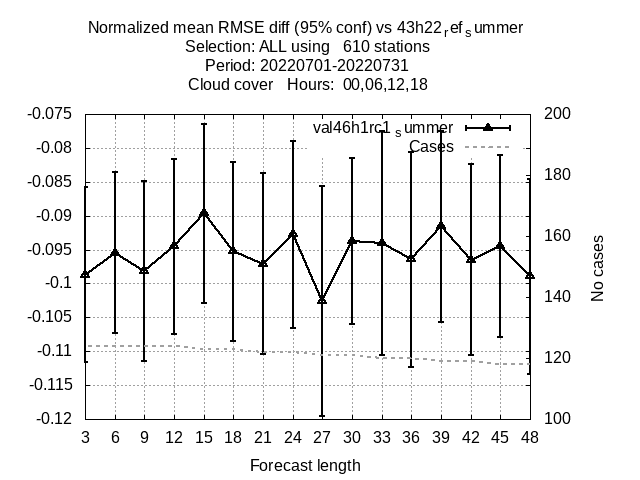 Normalized mean RMSE diff (95% conf) vs 43h22refsummer
Selection: ALL using 610 stations
Period: 20220701-20220731
Cloud cover Hours: 00,06,12,18
val46h1rc1summer
Cases
-0.075
-0.08
-0.085
-0.09
-0.095
-0.1
-0.105
-0.11
-0.115
-0.12
200
180
160
140
120
100
No cases
3 6 9 12 15 18 21 24 27 30 33 36 39 42 45 48
Forecast length